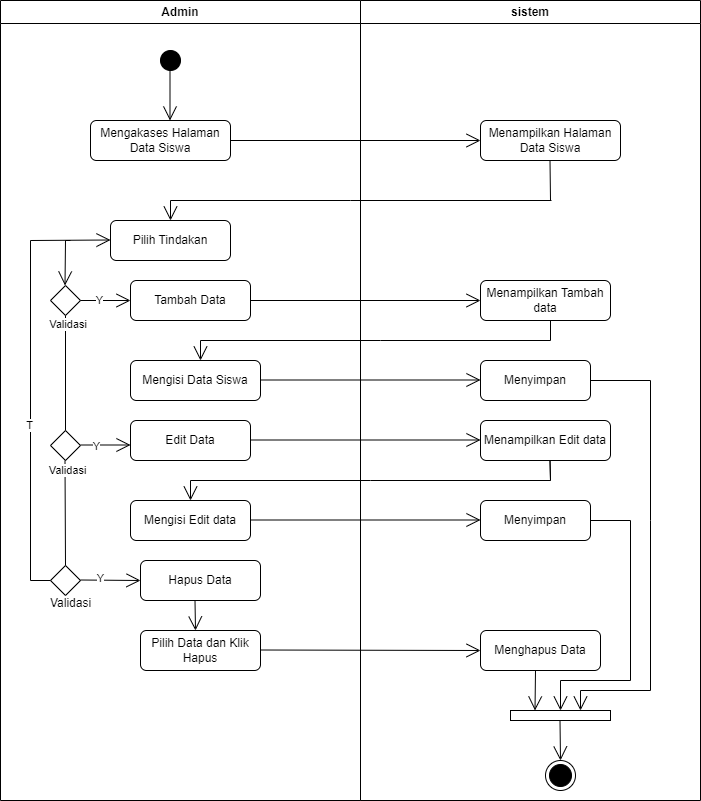 Admin
sistem
Mengakases Halaman
Data Siswa
Menampilkan Halaman
Data Siswa
Pilih Tindakan
Y
Tambah Data
Menampilkan Tambah
data
Validasi
Mengisi Data Siswa
Menyimpan
T
Y
Edit Data
Menampilkan Edit data
Validasi
Mengisi Edit data
Menyimpan
Y
Hapus Data
Validasi
Pilih Data dan Klik
Hapus
Menghapus Data